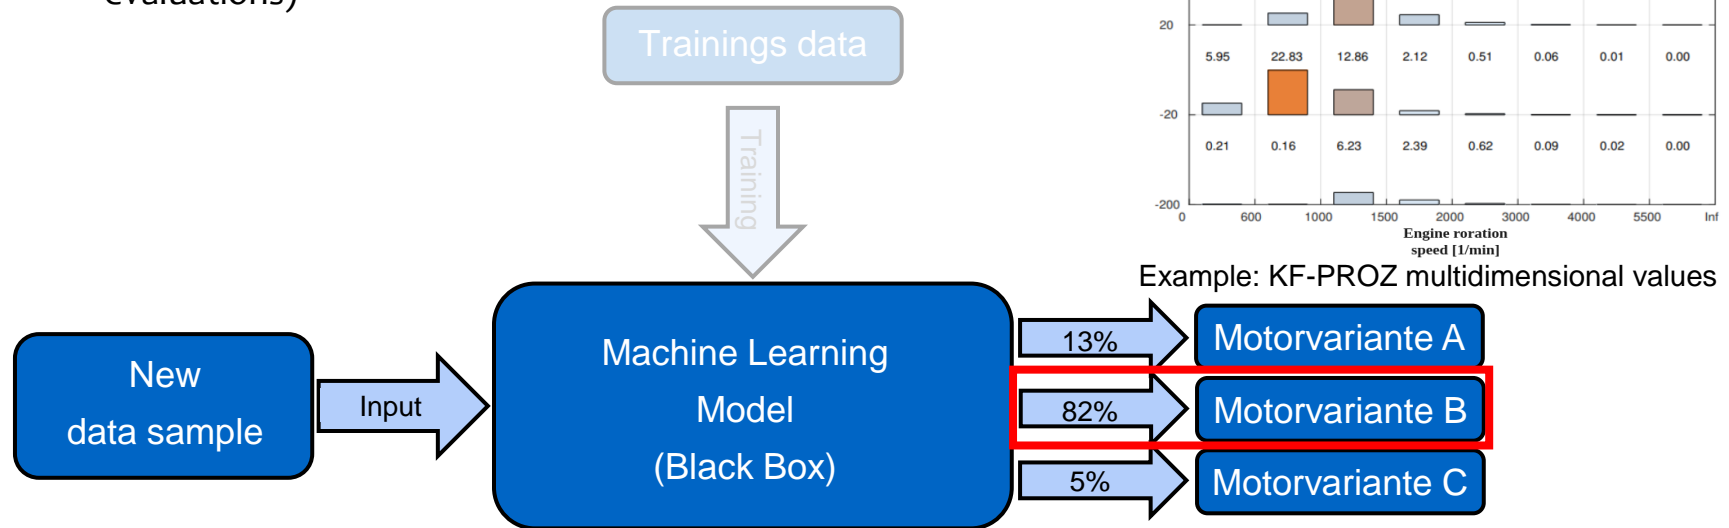 evaluations)
Trainings data
Training
20
5.95 22.83 12.86 2.12 0.51 0.06 0.01 0.00
-20
0.21 0.16 6.23 2.39 0.62 0.09 0.02 0.00
-200
0 600 1000 1500 2000 3000 4000 5500 Inf
Engine roration
speed [1/min]
Example: KF-PROZ multidimensional values
New
data sample
Input
Machine Learning
Model
(Black Box)
13% Motorvariante A
82% Motorvariante B
5% Motorvariante C